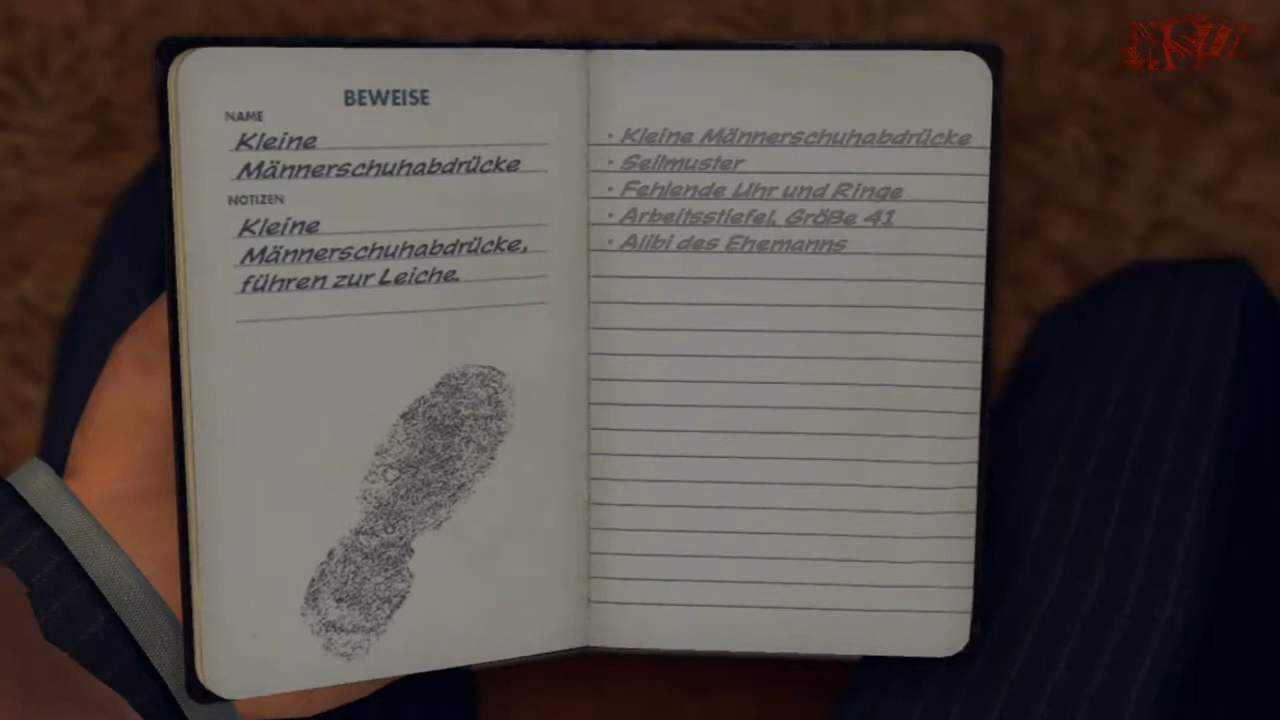 BEWEISE
NAME
Kleine
Männerschuhabdrücke
NOTIZEN
Kleine
Männerschuhabdrücke,
führen zur Leiche.
· Kleine Männerschuhabdrücke
· Seilmuster
· Fehlende Uhr und Ringe
· Arbeitsstiefel, Größe 41
· Alibi des Ehemanns